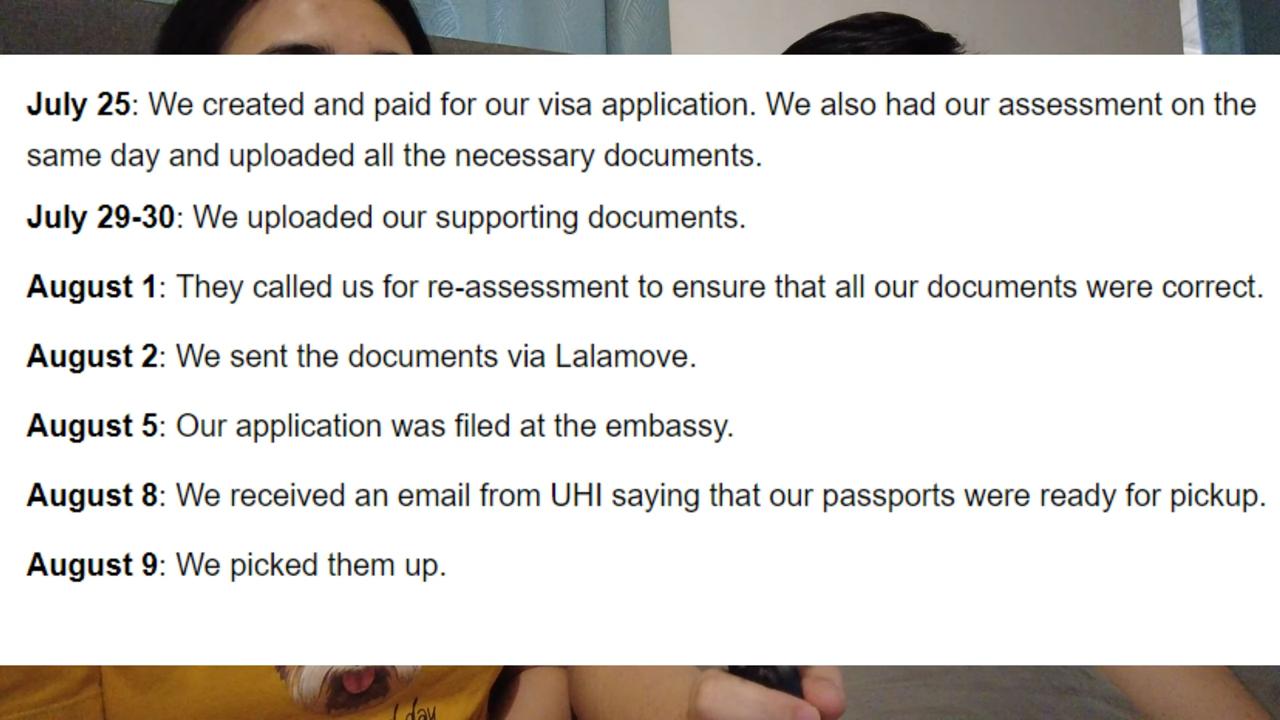 July 25: We created and paid for our visa application. We also had our assessment on the
same day and uploaded all the necessary documents.
July 29-30: We uploaded our supporting documents.
August 1: They called us for re-assessment to ensure that all our documents were correct.
August 2: We sent the documents via Lalamove.
August 5: Our application was filed at the embassy.
August 8: We received an email from UHI saying that our passports were ready for pickup.
August 9: We picked them up.
day